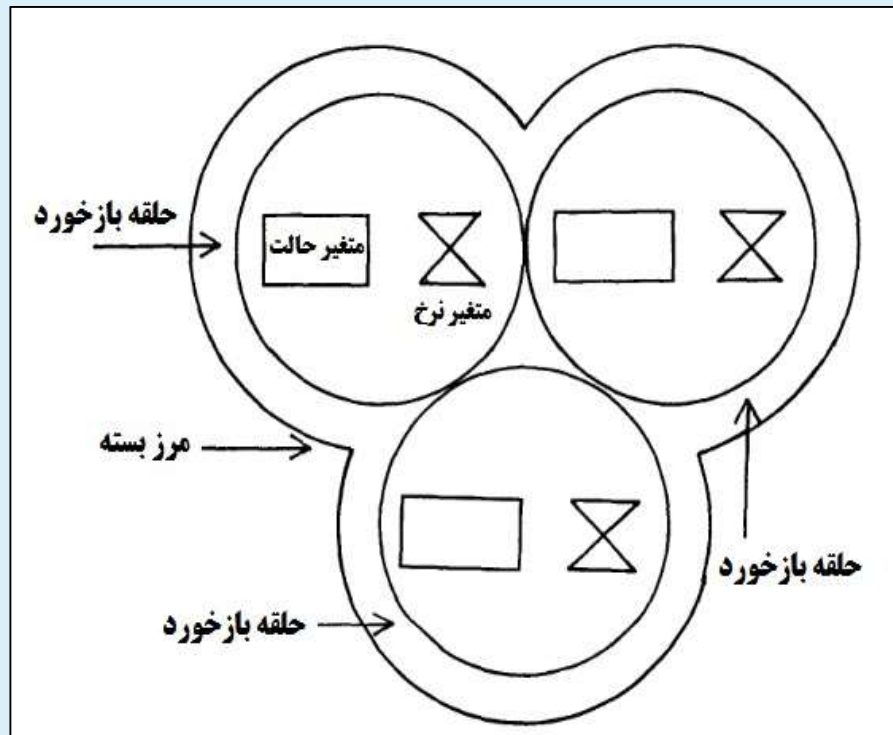 حلقه بازخورد
متغیر حالت
متغیر نرخ
مرز بسته
حلقه بازخورد
حلقه بازخورد